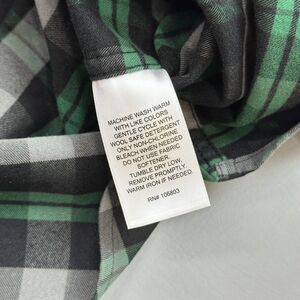 MACHINE WASH WARM
WITH LIKE COLORS
GENTLE CYCLE WITH
WOOL SAFE DETERGENT
ONLY NON-CHLORINE
BLEACH WHEN NEEDED
DO NOT USE FABRIC
SOFTENER.
TUMBLE DRY LOW,
REMOVE PROMPTLY.
WARM IRON IF NEEDED.
RN# 106803